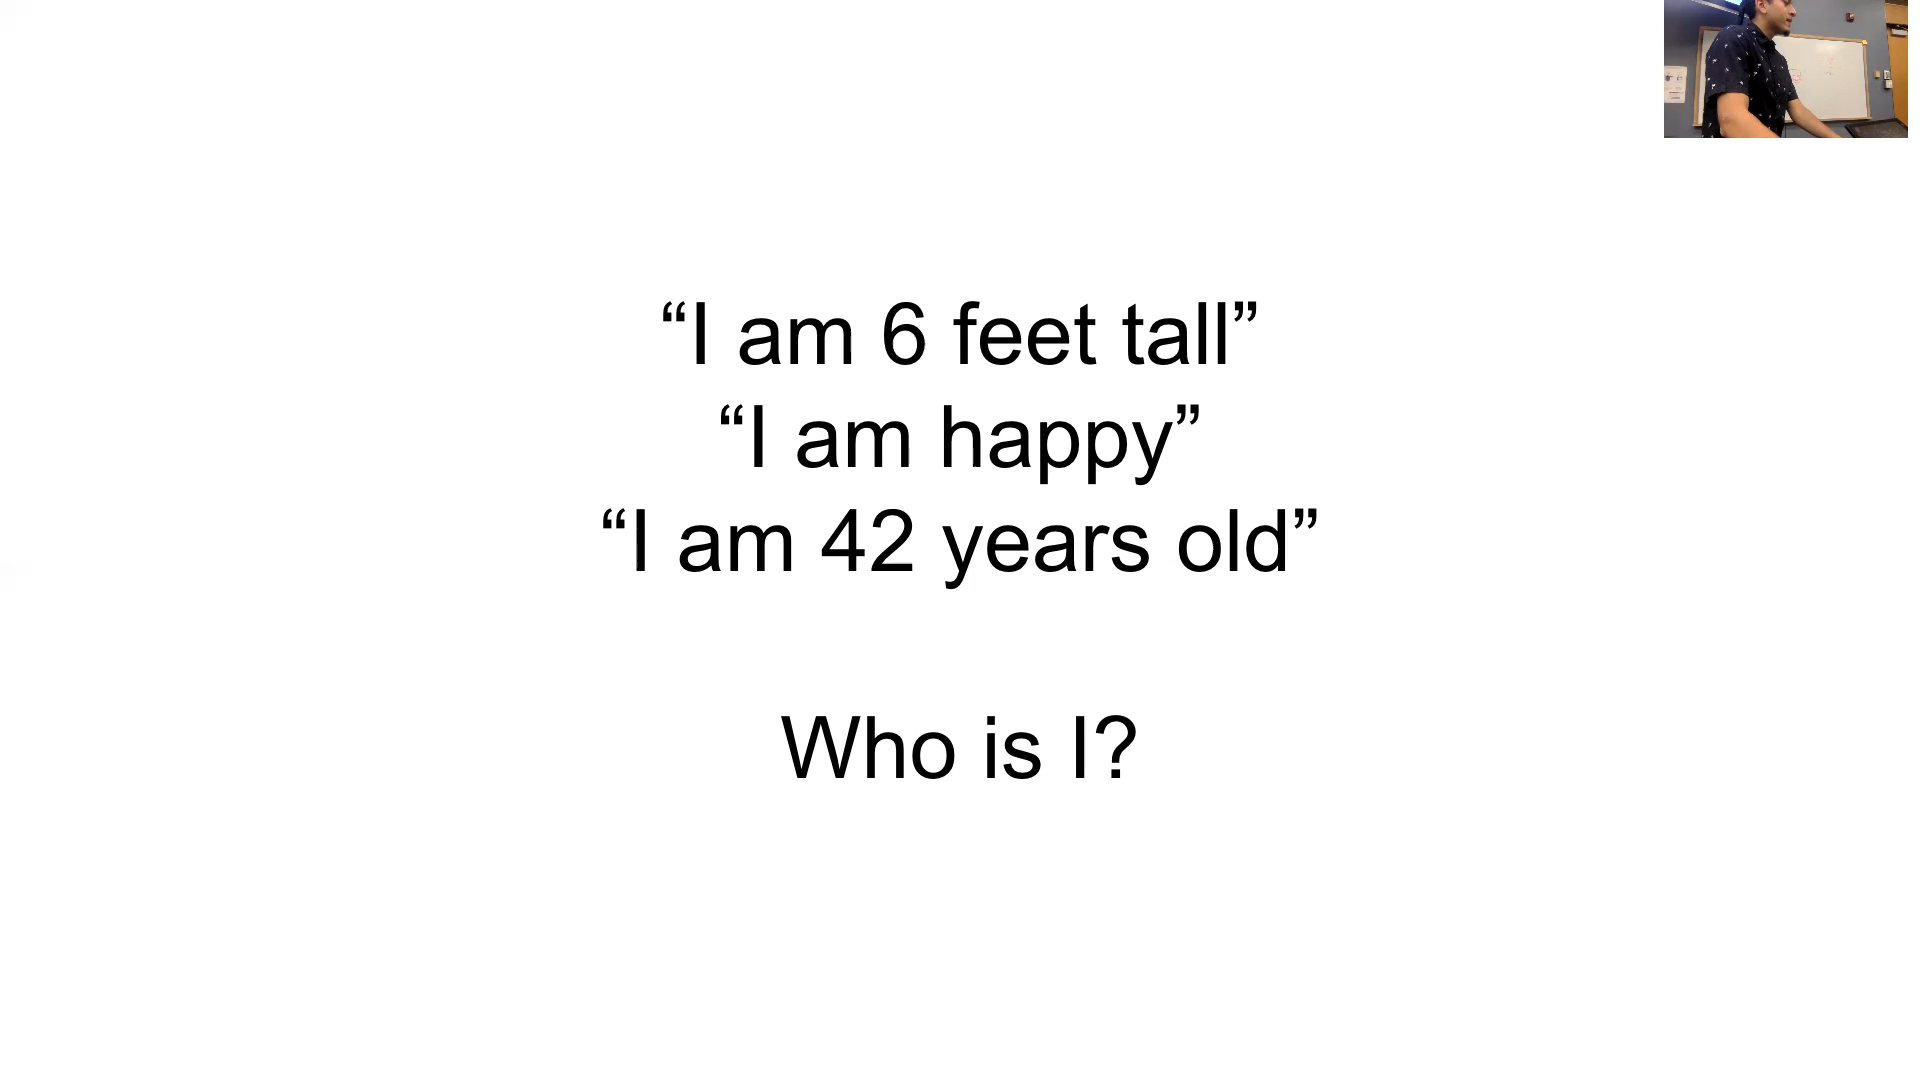 “I am 6 feet tall”
“I am happy”
“I am 42 years old”
Who is I?